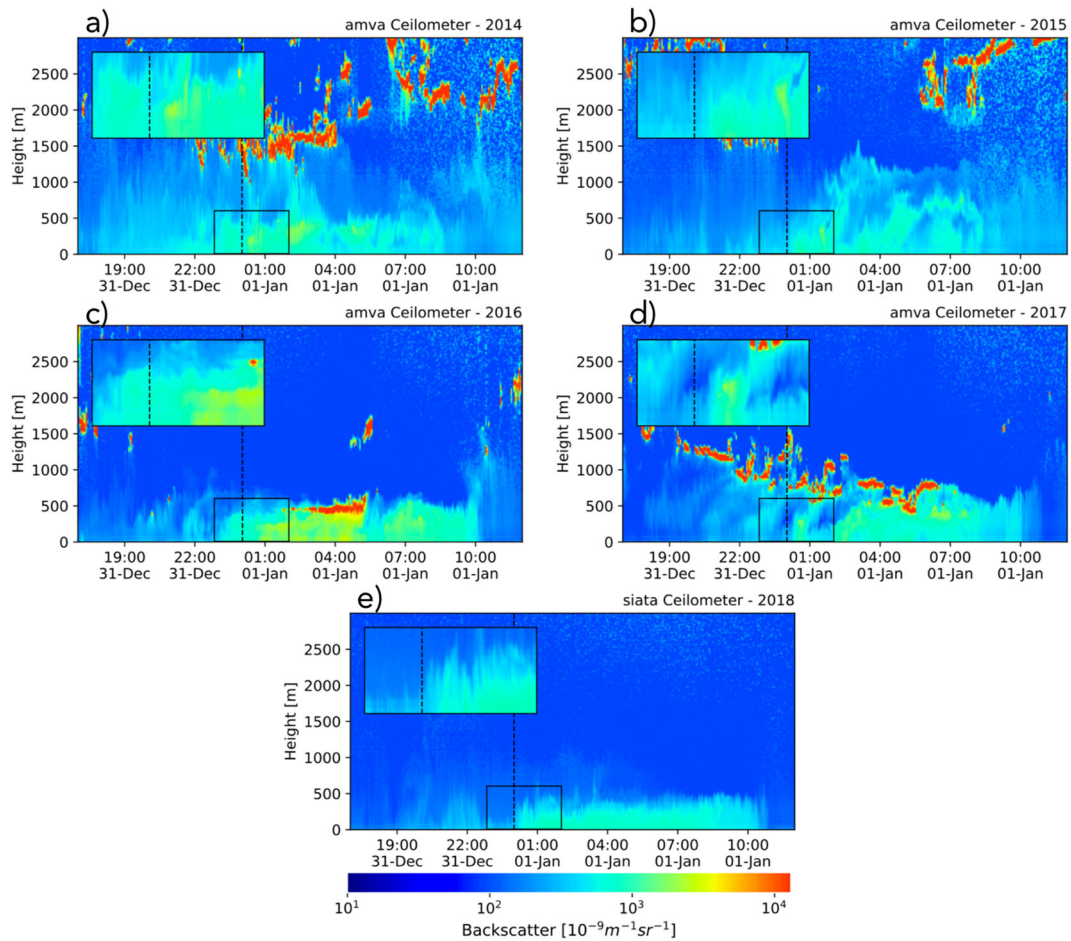 a)
amva Ceilometer - 2014
b)
amva Ceilometer - 2015
Height [m]
2500
2000
1500
1000
500
0
19:00 22:00 01:00 04:00 07:00 10:00
31-Dec 31-Dec 01-Jan 01-Jan 01-Jan 01-Jan
Height [m]
2500
2000
1500
1000
500
0
19:00 22:00 01:00 04:00 07:00 10:00
31-Dec 31-Dec 01-Jan 01-Jan 01-Jan 01-Jan
c)
amva Ceilometer - 2016
d)
amva Ceilometer - 2017
Height [m]
2500
2000
1500
1000
500
0
19:00 22:00 01:00 04:00 07:00 10:00
31-Dec 31-Dec 01-Jan 01-Jan 01-Jan 01-Jan
Height [m]
2500
2000
1500
1000
500
0
19:00 22:00 01:00 04:00 07:00 10:00
31-Dec 31-Dec 01-Jan 01-Jan 01-Jan 01-Jan
e)
siata Ceilometer - 2018
Height [m]
2500
2000
1500
1000
500
0
19:00 22:00 01:00 04:00 07:00 10:00
31-Dec 31-Dec 01-Jan 01-Jan 01-Jan 01-Jan
10¹ 10² 10³ 10⁴
Backscatter [10⁻⁹m⁻¹sr⁻¹]